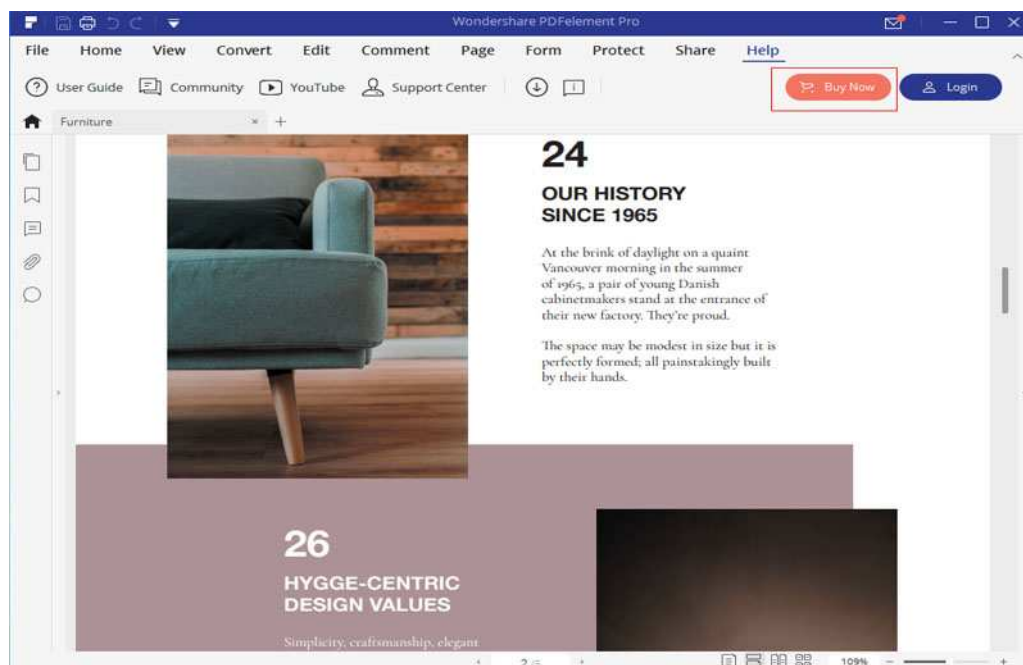 Wondershare PDFelement Pro
File Home View Convert Edit Comment Page Form Protect Share Help
User Guide Community YouTube Support Center Buy Now Login
Furniture
24
OUR HISTORY
SINCE 1965
At the brink of daylight on a quaint
Vancouver morning in the summer
of 1965, a pair of young Danish
cabinetmakers stand at the entrance of
their new factory. They're proud.
The space may be modest in size but it is
perfectly formed; all painstakingly built
by their hands.
26
HYGGE-CENTRIC
DESIGN VALUES
Simplicity, craftsmanship, elegant
109%